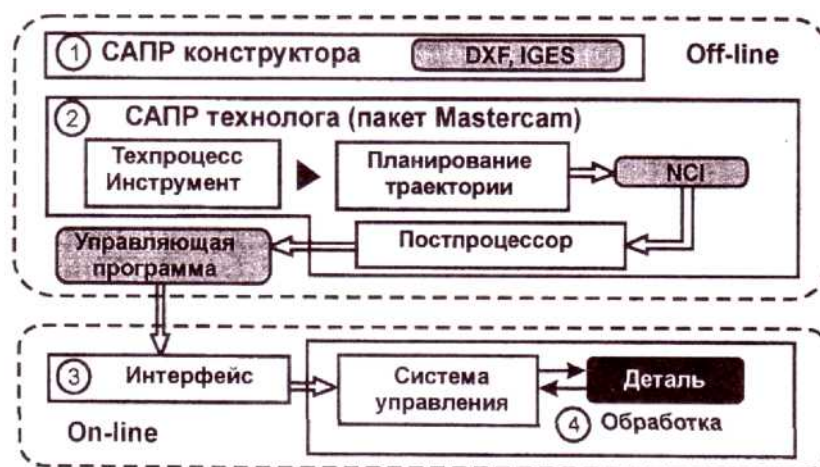 1 САПР конструктора DXF, IGES Off-line
2 САПР технолога (пакет Mastercam)
Техпроцесс
Инструмент
Планирование
траектории
NCI
Управляющая
программа
Постпроцессор
3 Интерфейс
Система
управления
Деталь
4 Обработка
On-line